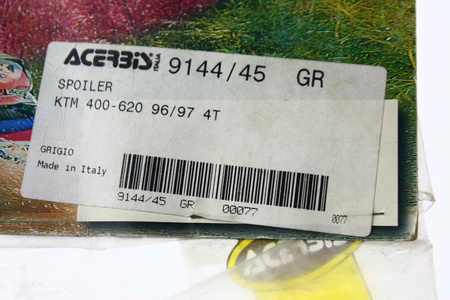 ACERBIS ITALIA 9144/45 GR
SPOILER
KTM 400-620 96/97 4T
GRIGIO
Made in Italy
9144/45 GR 00077 0077
ACERBIS